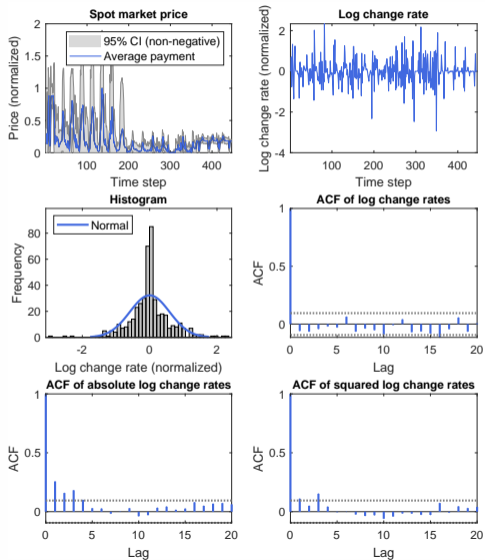 Spot market price
Price (normalized)
2
1.5
1
0.5
0
95% CI (non-negative)
Average payment
100 200 300 400
Time step
Log change rate
Log change rate (normalized)
2
0
-2
-4
100 200 300 400
Time step
Histogram
Frequency
80
60
40
20
0
Normal
-2 0 2
Log change rate (normalized)
ACF of log change rates
ACF
1
0.5
0
0 5 10 15 20
Lag
ACF of absolute log change rates
ACF
1
0.5
0
0 5 10 15 20
Lag
ACF of squared log change rates
ACF
1
0.5
0
0 5 10 15 20
Lag